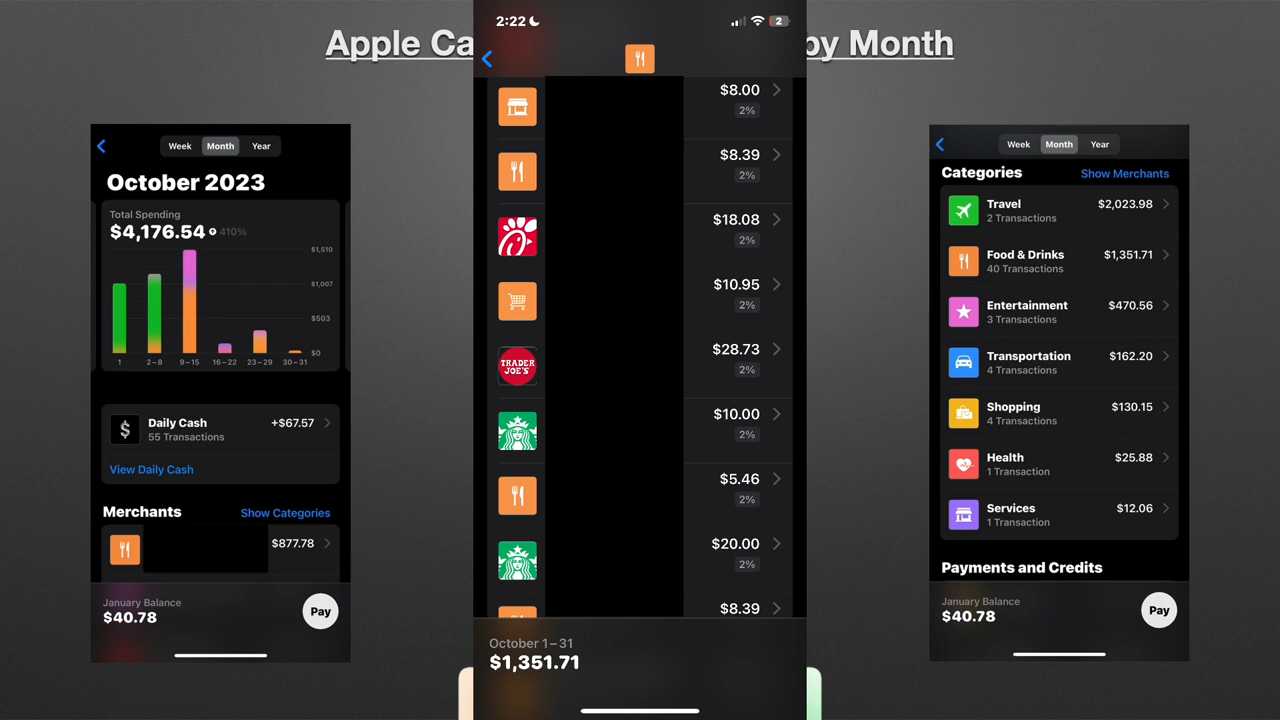 Apple Ca
by Month
Week Month Year
October 2023
Total Spending
$4,176.54 410%
$1,510
$1,007
$503
$0
1 2–8 9–15 16–22 23–29 30–31
Daily Cash +$67.57
55 Transactions
View Daily Cash
Merchants Show Categories
$877.78
January Balance
$40.78
Pay
2:22 2
$8.00
2%
$8.39
2%
$18.08
2%
$10.95
2%
TRADER JOE'S
$28.73
2%
$10.00
2%
$5.46
2%
$20.00
2%
$8.39
October 1–31
$1,351.71
Week Month Year
Categories Show Merchants
Travel $2,023.98
2 Transactions
Food & Drinks $1,351.71
40 Transactions
Entertainment $470.56
3 Transactions
Transportation $162.20
4 Transactions
Shopping $130.15
4 Transactions
Health $25.88
1 Transaction
Services $12.06
1 Transaction
Payments and Credits
January Balance
$40.78
Pay